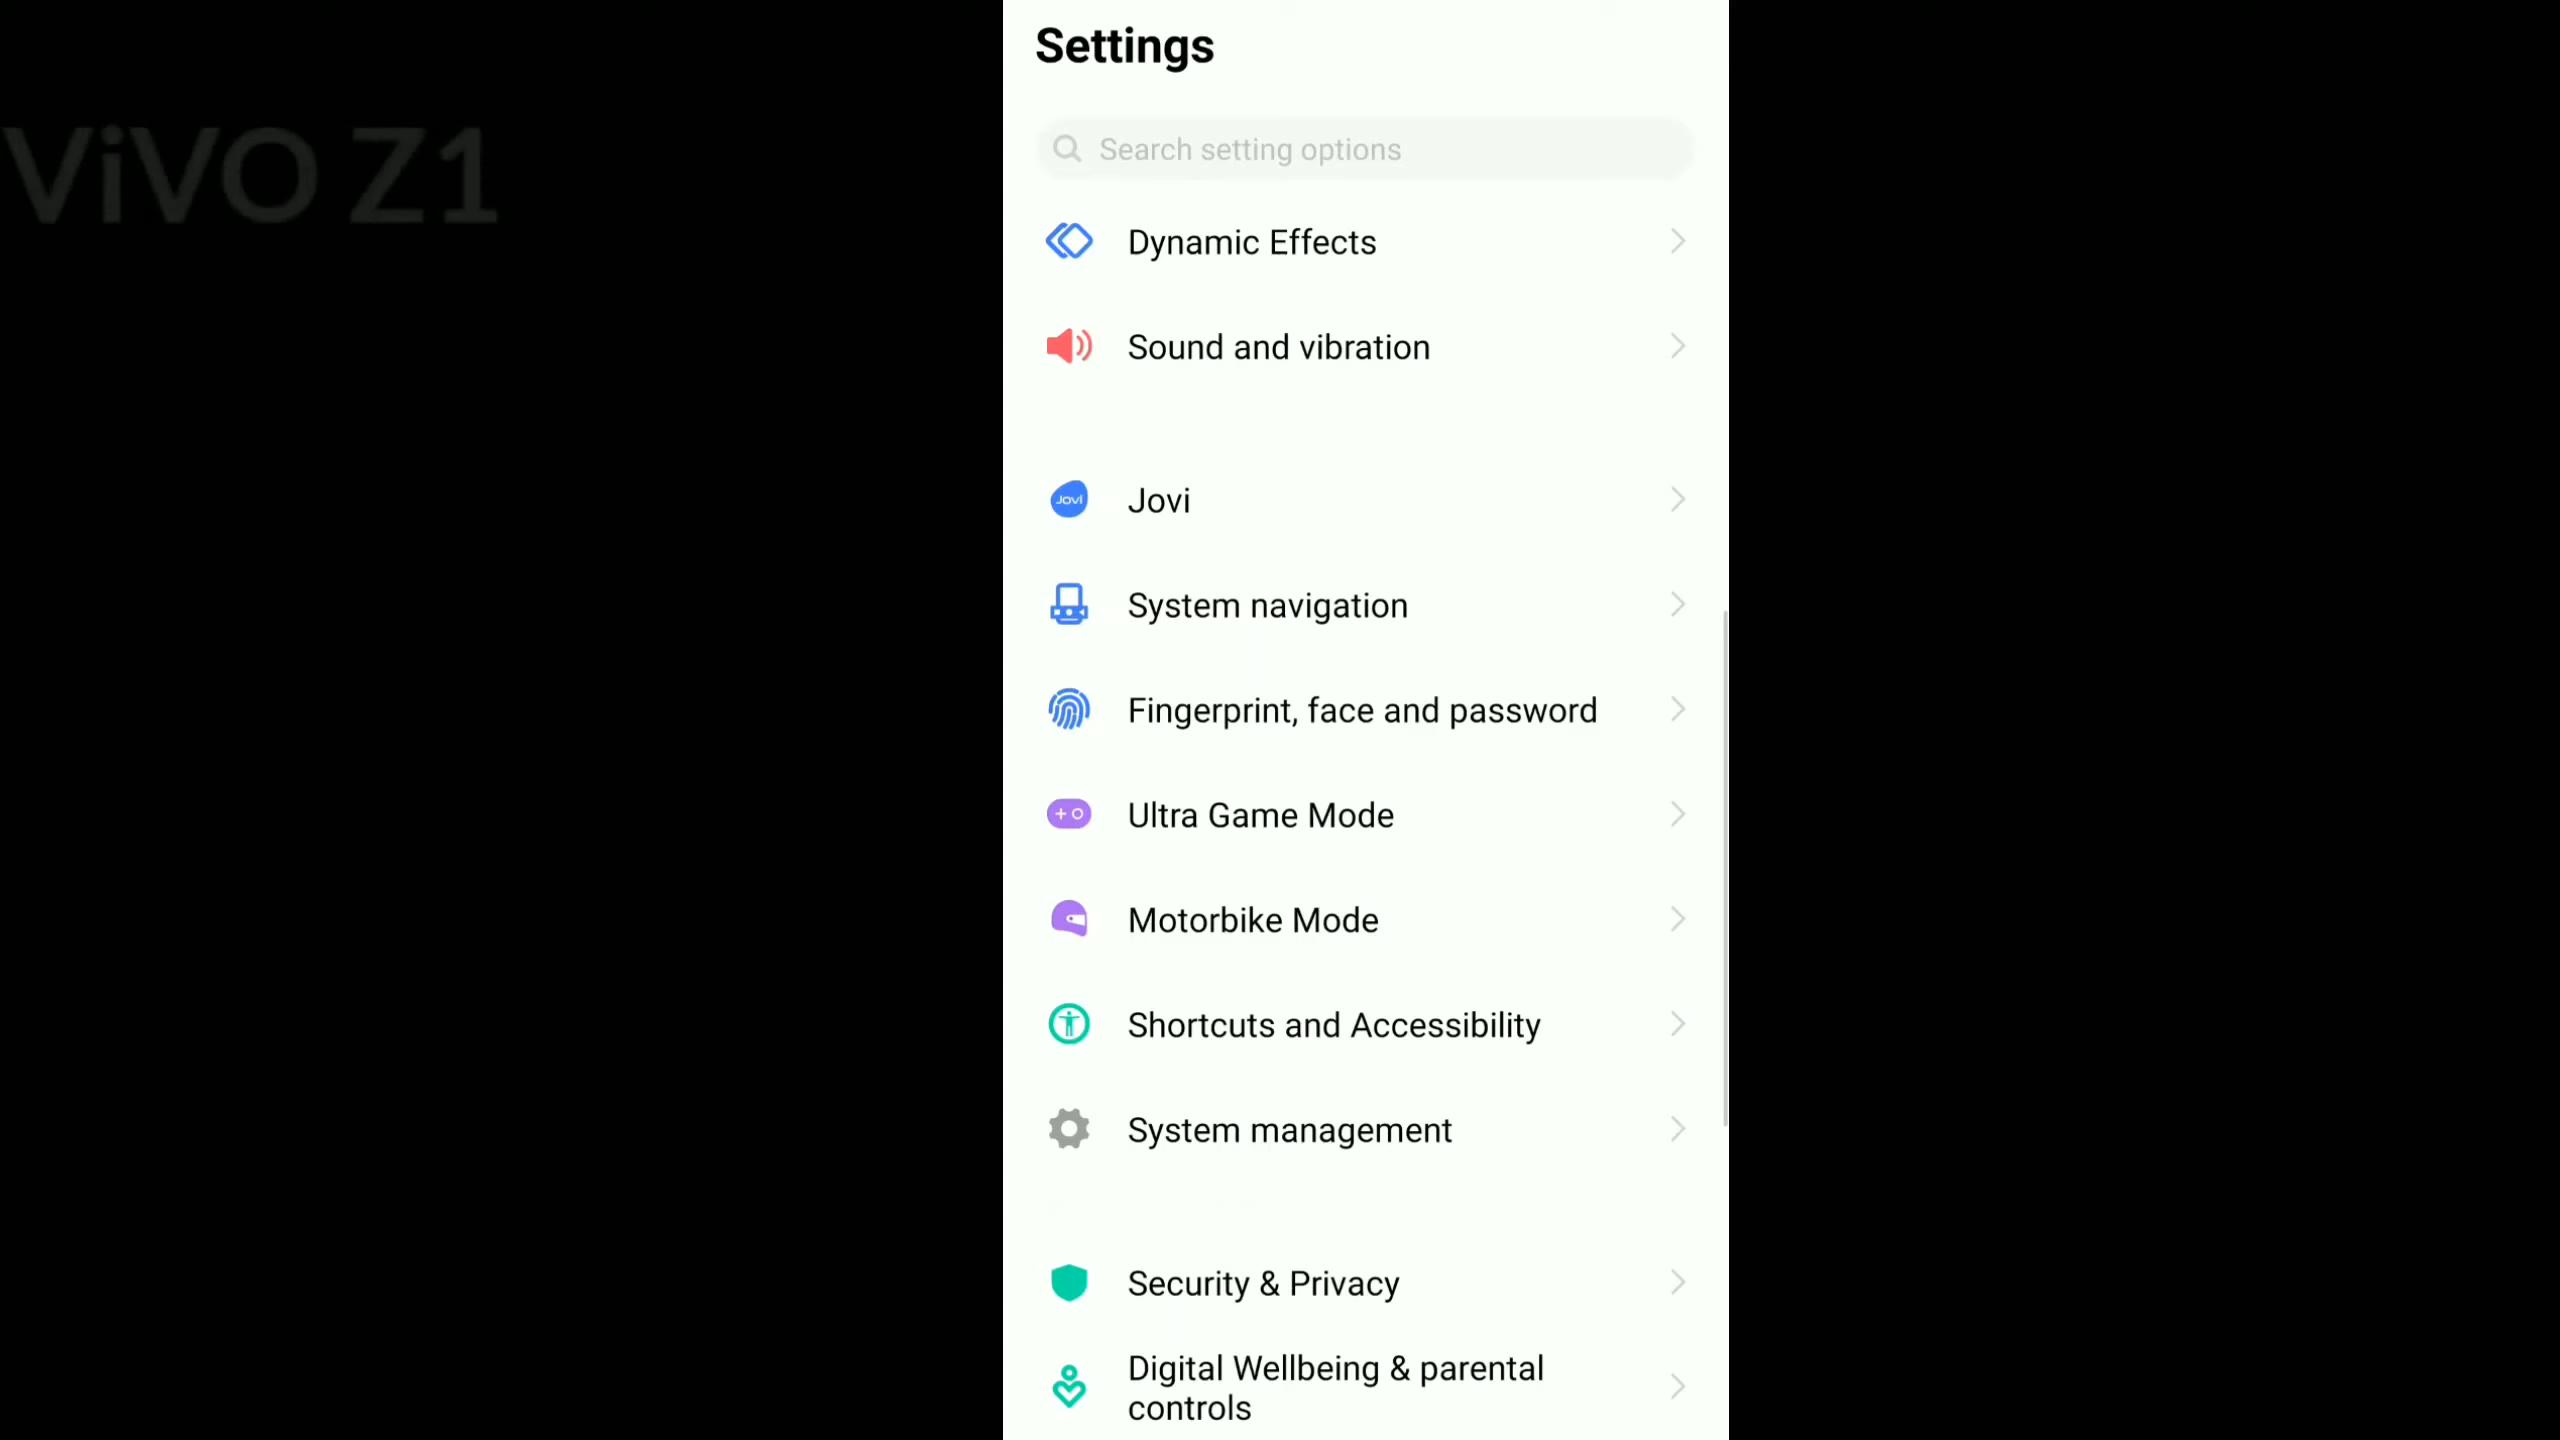 ViVO Z1
Settings
Search setting options
Dynamic Effects
Sound and vibration
Jovi
Jovi
System navigation
Fingerprint, face and password
Ultra Game Mode
Motorbike Mode
Shortcuts and Accessibility
System management
Security & Privacy
Digital Wellbeing & parental
controls